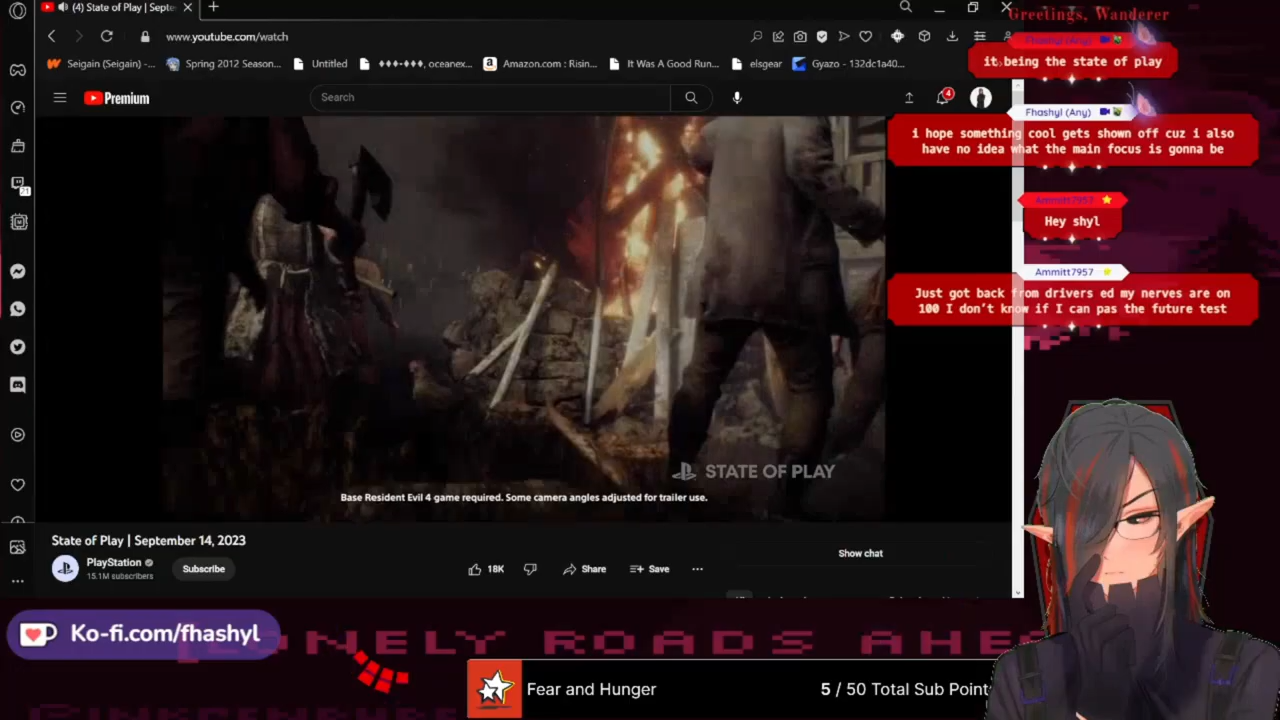 (4) State of Play | Septe
www.youtube.com/watch
Seigain (Seigain) -...
Spring 2012 Season...
Untitled
♦•♦•♦, oceanex...
Amazon.com : Risin...
It Was A Good Run...
elsgear
Gyazo - 132dc1a40...
Premium
Search
4
21
STATE OF PLAY
Base Resident Evil 4 game required. Some camera angles adjusted for trailer use.
State of Play | September 14, 2023
PlayStation
15.1M subscribers
Subscribe
18K
Share
Save
Show chat
Greetings, Wanderer
Fhashyl (Any)
it being the state of play
Fhashyl (Any)
i hope something cool gets shown off cuz i also
have no idea what the main focus is gonna be
Ammitt7957
Hey shyl
Ammitt7957
Just got back from drivers ed my nerves are on
100 I don't know if I can pas the future test
Ko-fi.com/fhashyl
LONELY ROADS AHE
Fear and Hunger
5 / 50 Total Sub Point